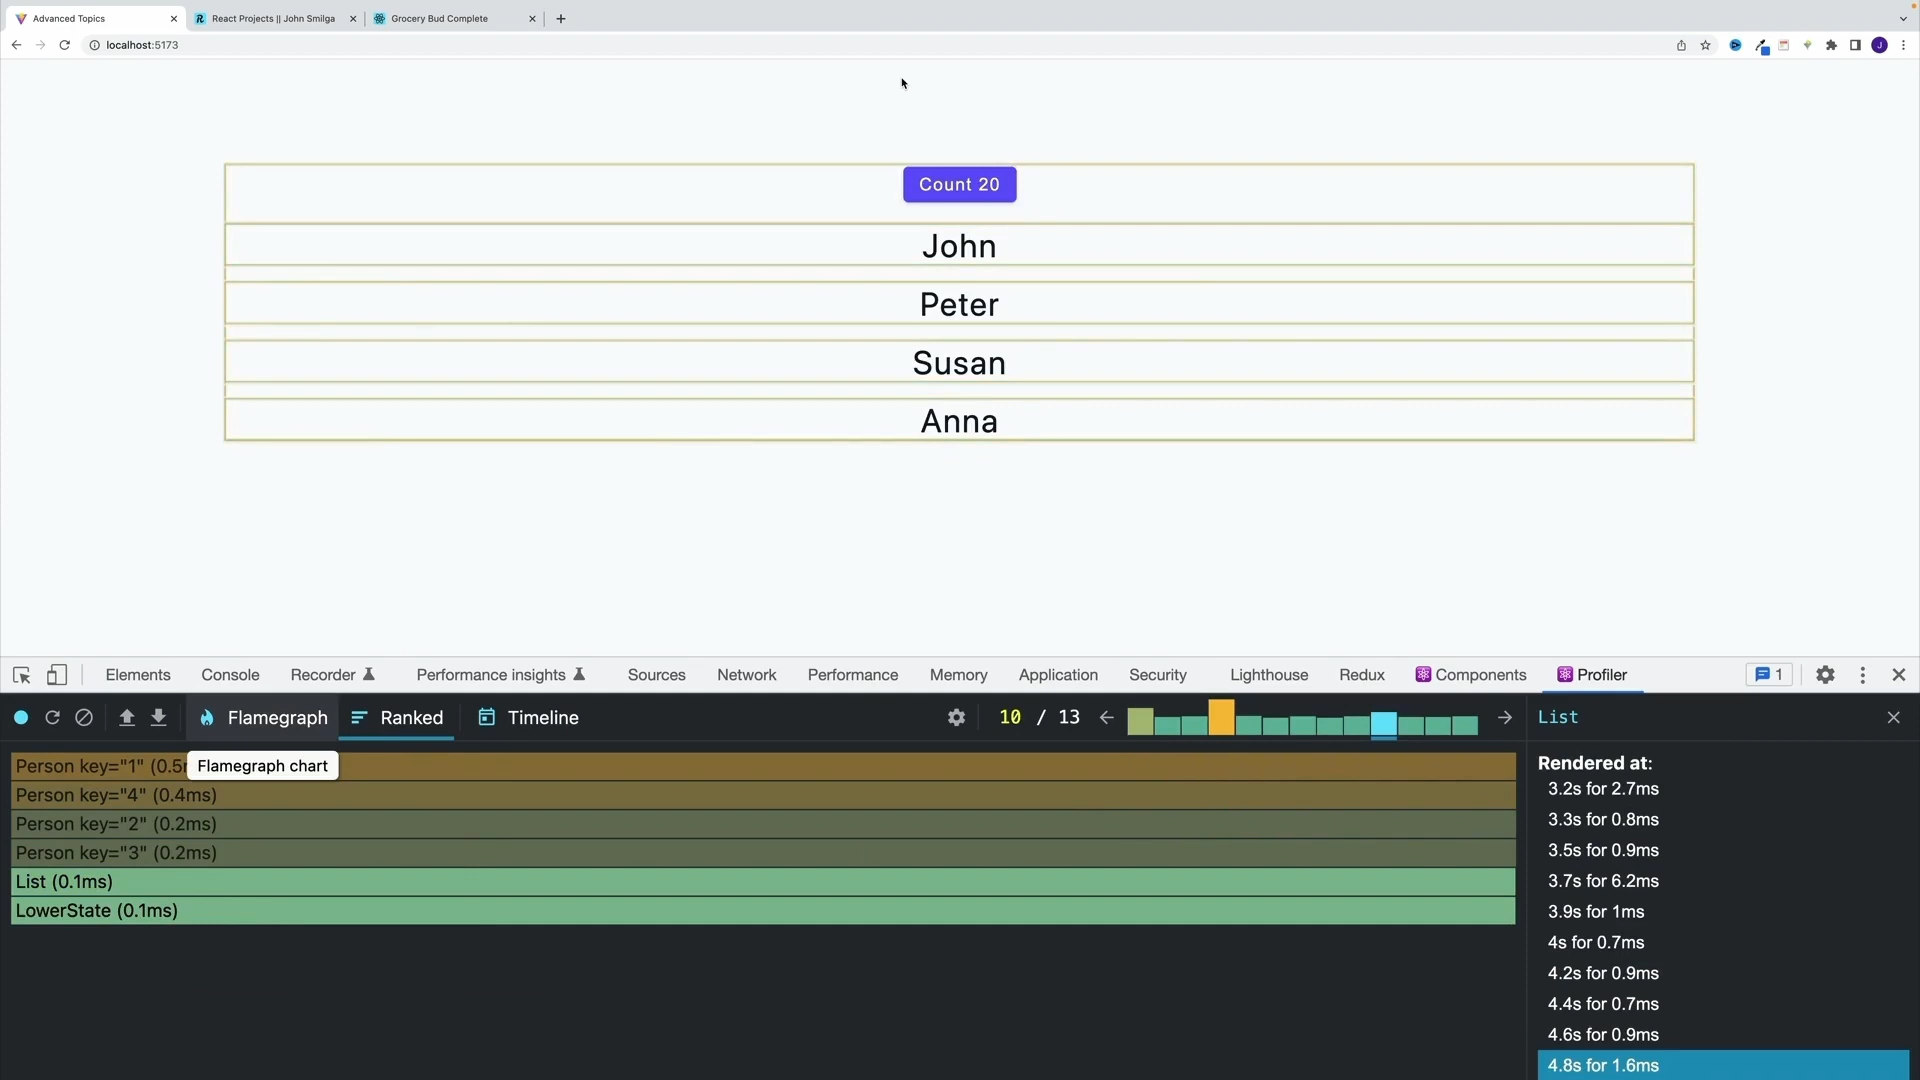 Advanced Topics
React Projects || John Smilga
Grocery Bud Complete
localhost:5173
J
Count 20
John
Peter
Susan
Anna
Elements Console Recorder Performance insights Sources Network Performance Memory Application Security Lighthouse Redux Components Profiler 1
Flamegraph Ranked Timeline 10 / 13 List
Flamegraph chart
Person key="1" (0.5
Person key="4" (0.4ms)
Person key="2" (0.2ms)
Person key="3" (0.2ms)
List (0.1ms)
LowerState (0.1ms)
Rendered at:
3.2s for 2.7ms
3.3s for 0.8ms
3.5s for 0.9ms
3.7s for 6.2ms
3.9s for 1ms
4s for 0.7ms
4.2s for 0.9ms
4.4s for 0.7ms
4.6s for 0.9ms
4.8s for 1.6ms